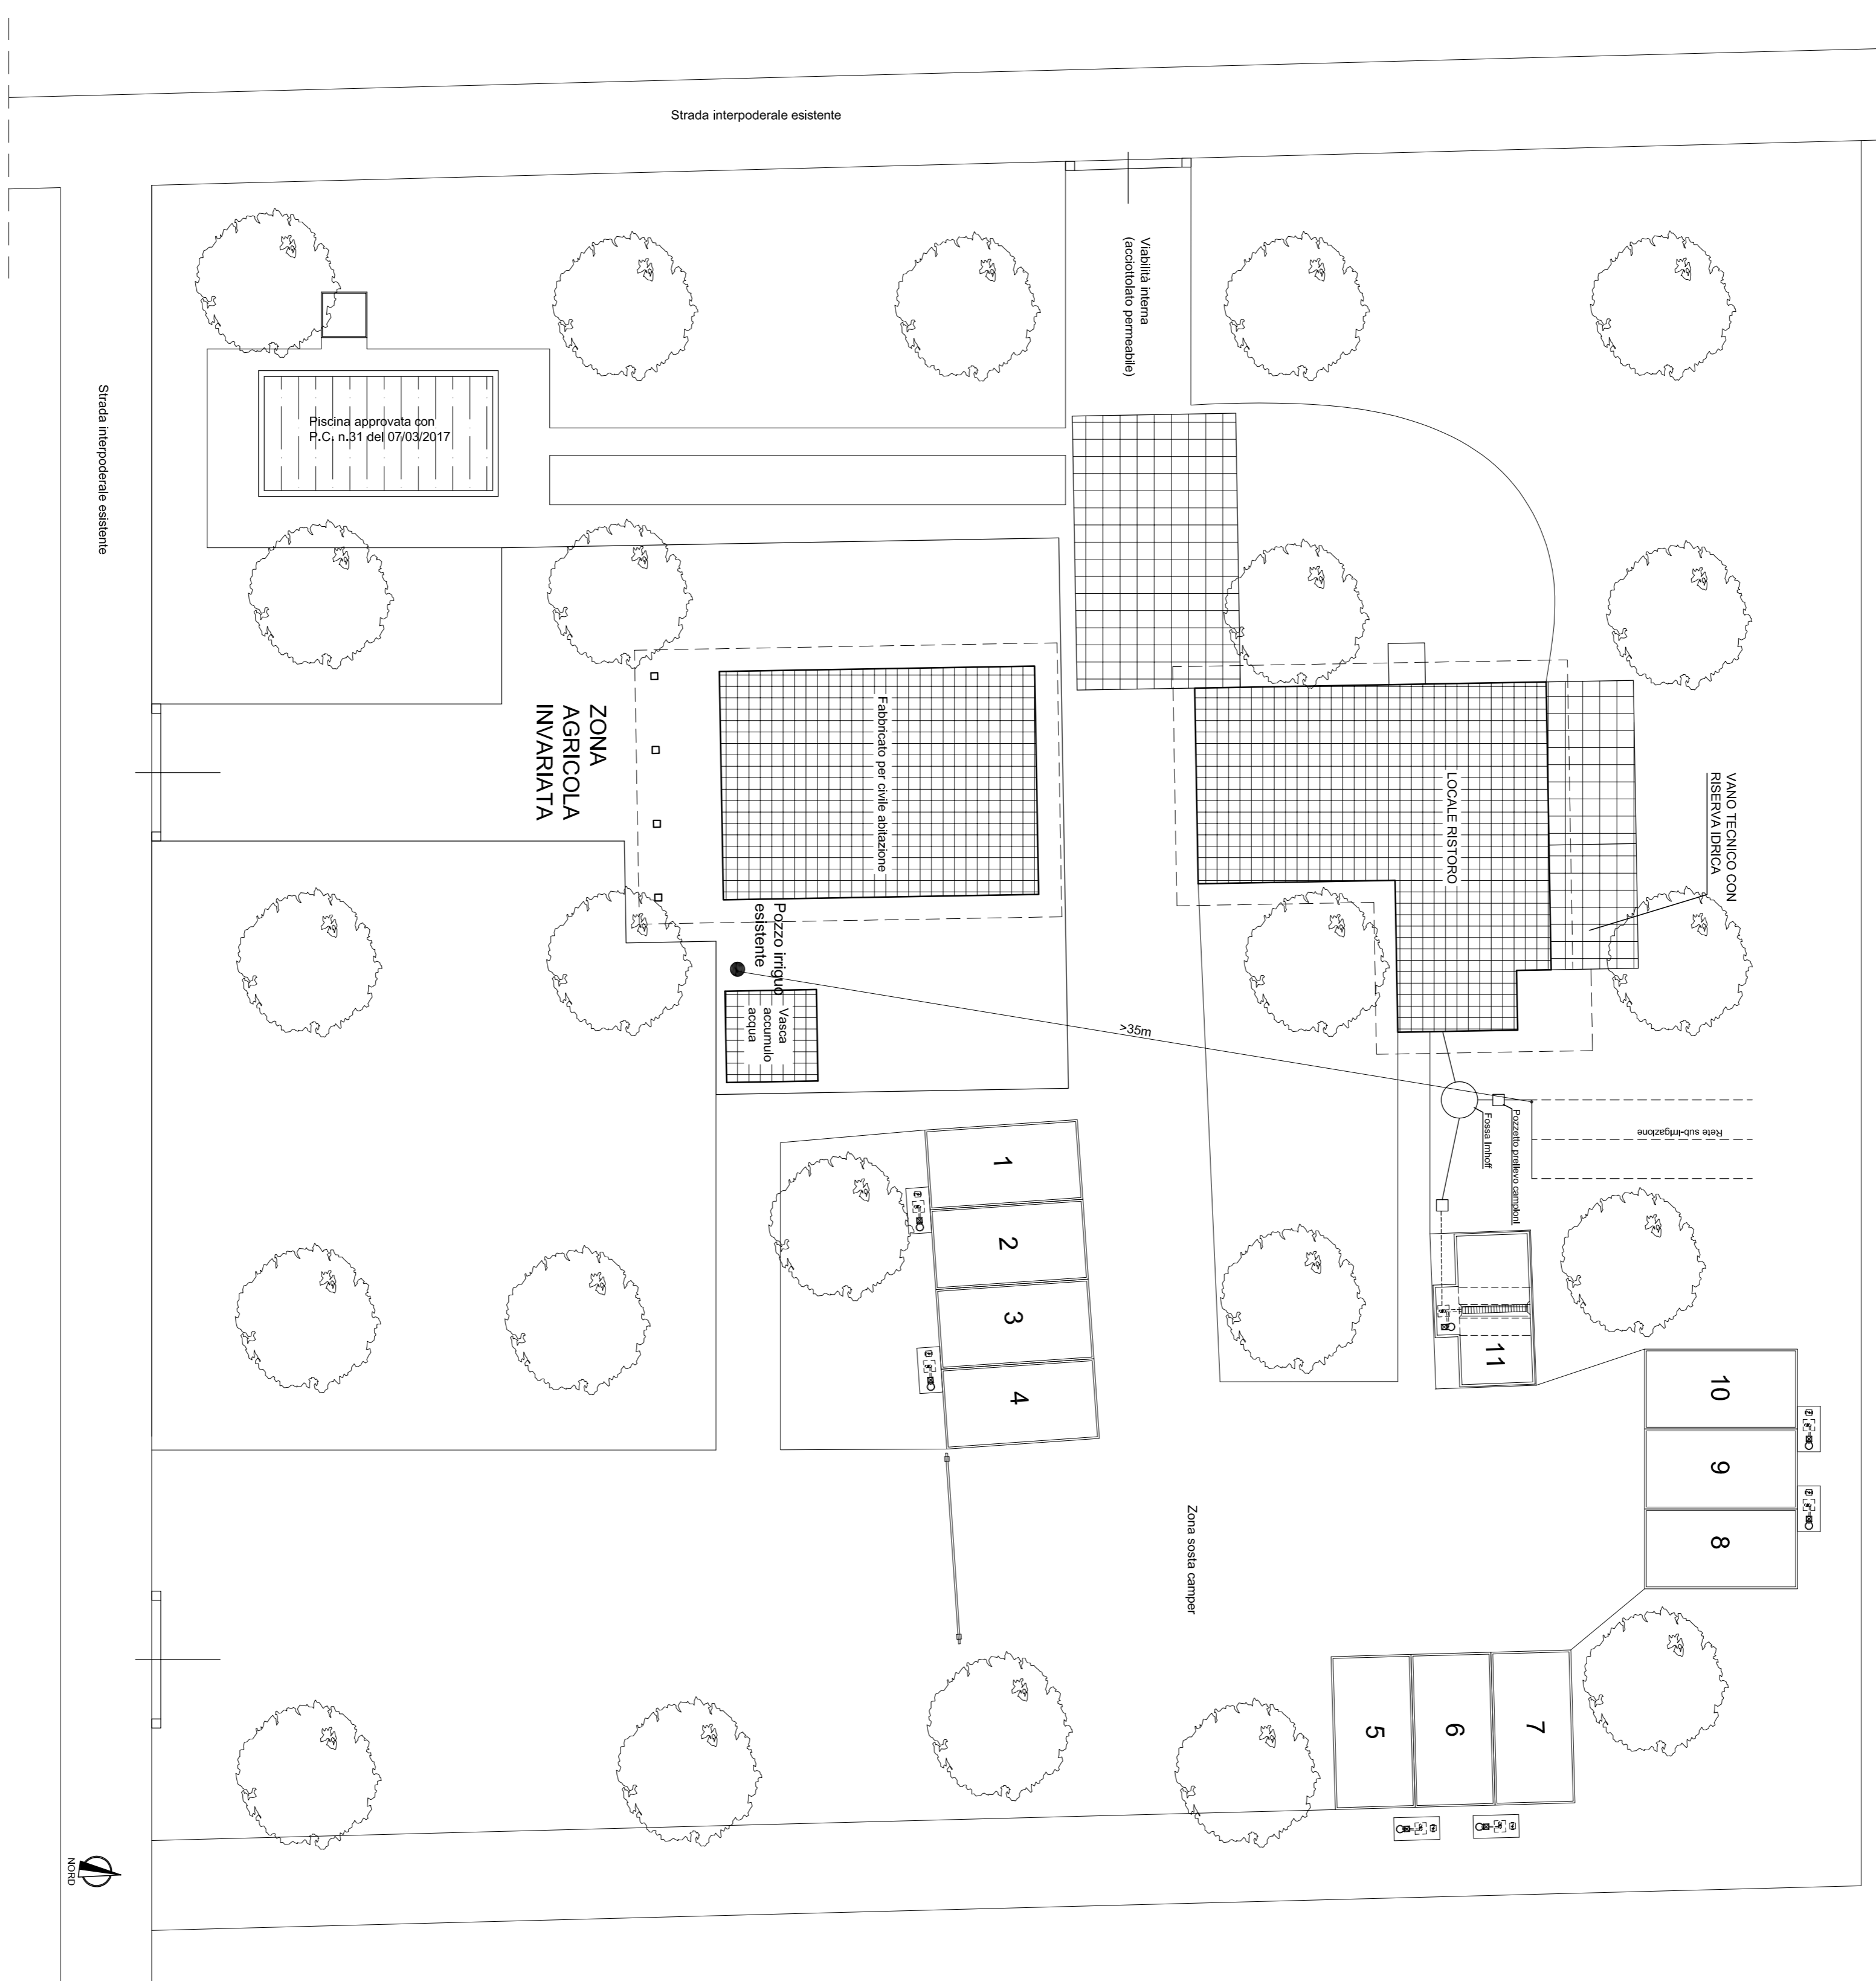 Strada interpoderale esistente
Viabilità interna
(acciottolato permeabile)
Strada interpoderale esistente
Piscina approvata con
P.C. n.31 del 07/03/2017
ZONA
AGRICOLA
INVARIATA
Fabbricato per civile abitazione
LOCALE RISTORO
VANO TECNICO CON
RISERVA IDRICA
Pozzo irriguo
esistente
Vasca
accumulo
acqua
>35m
Fossa Imhoff
Pozzetto prelievo campioni
Rete sub-irrigazione
1
2
3
4
11
10
9
8
Zona sosta camper
5
6
7
NORD